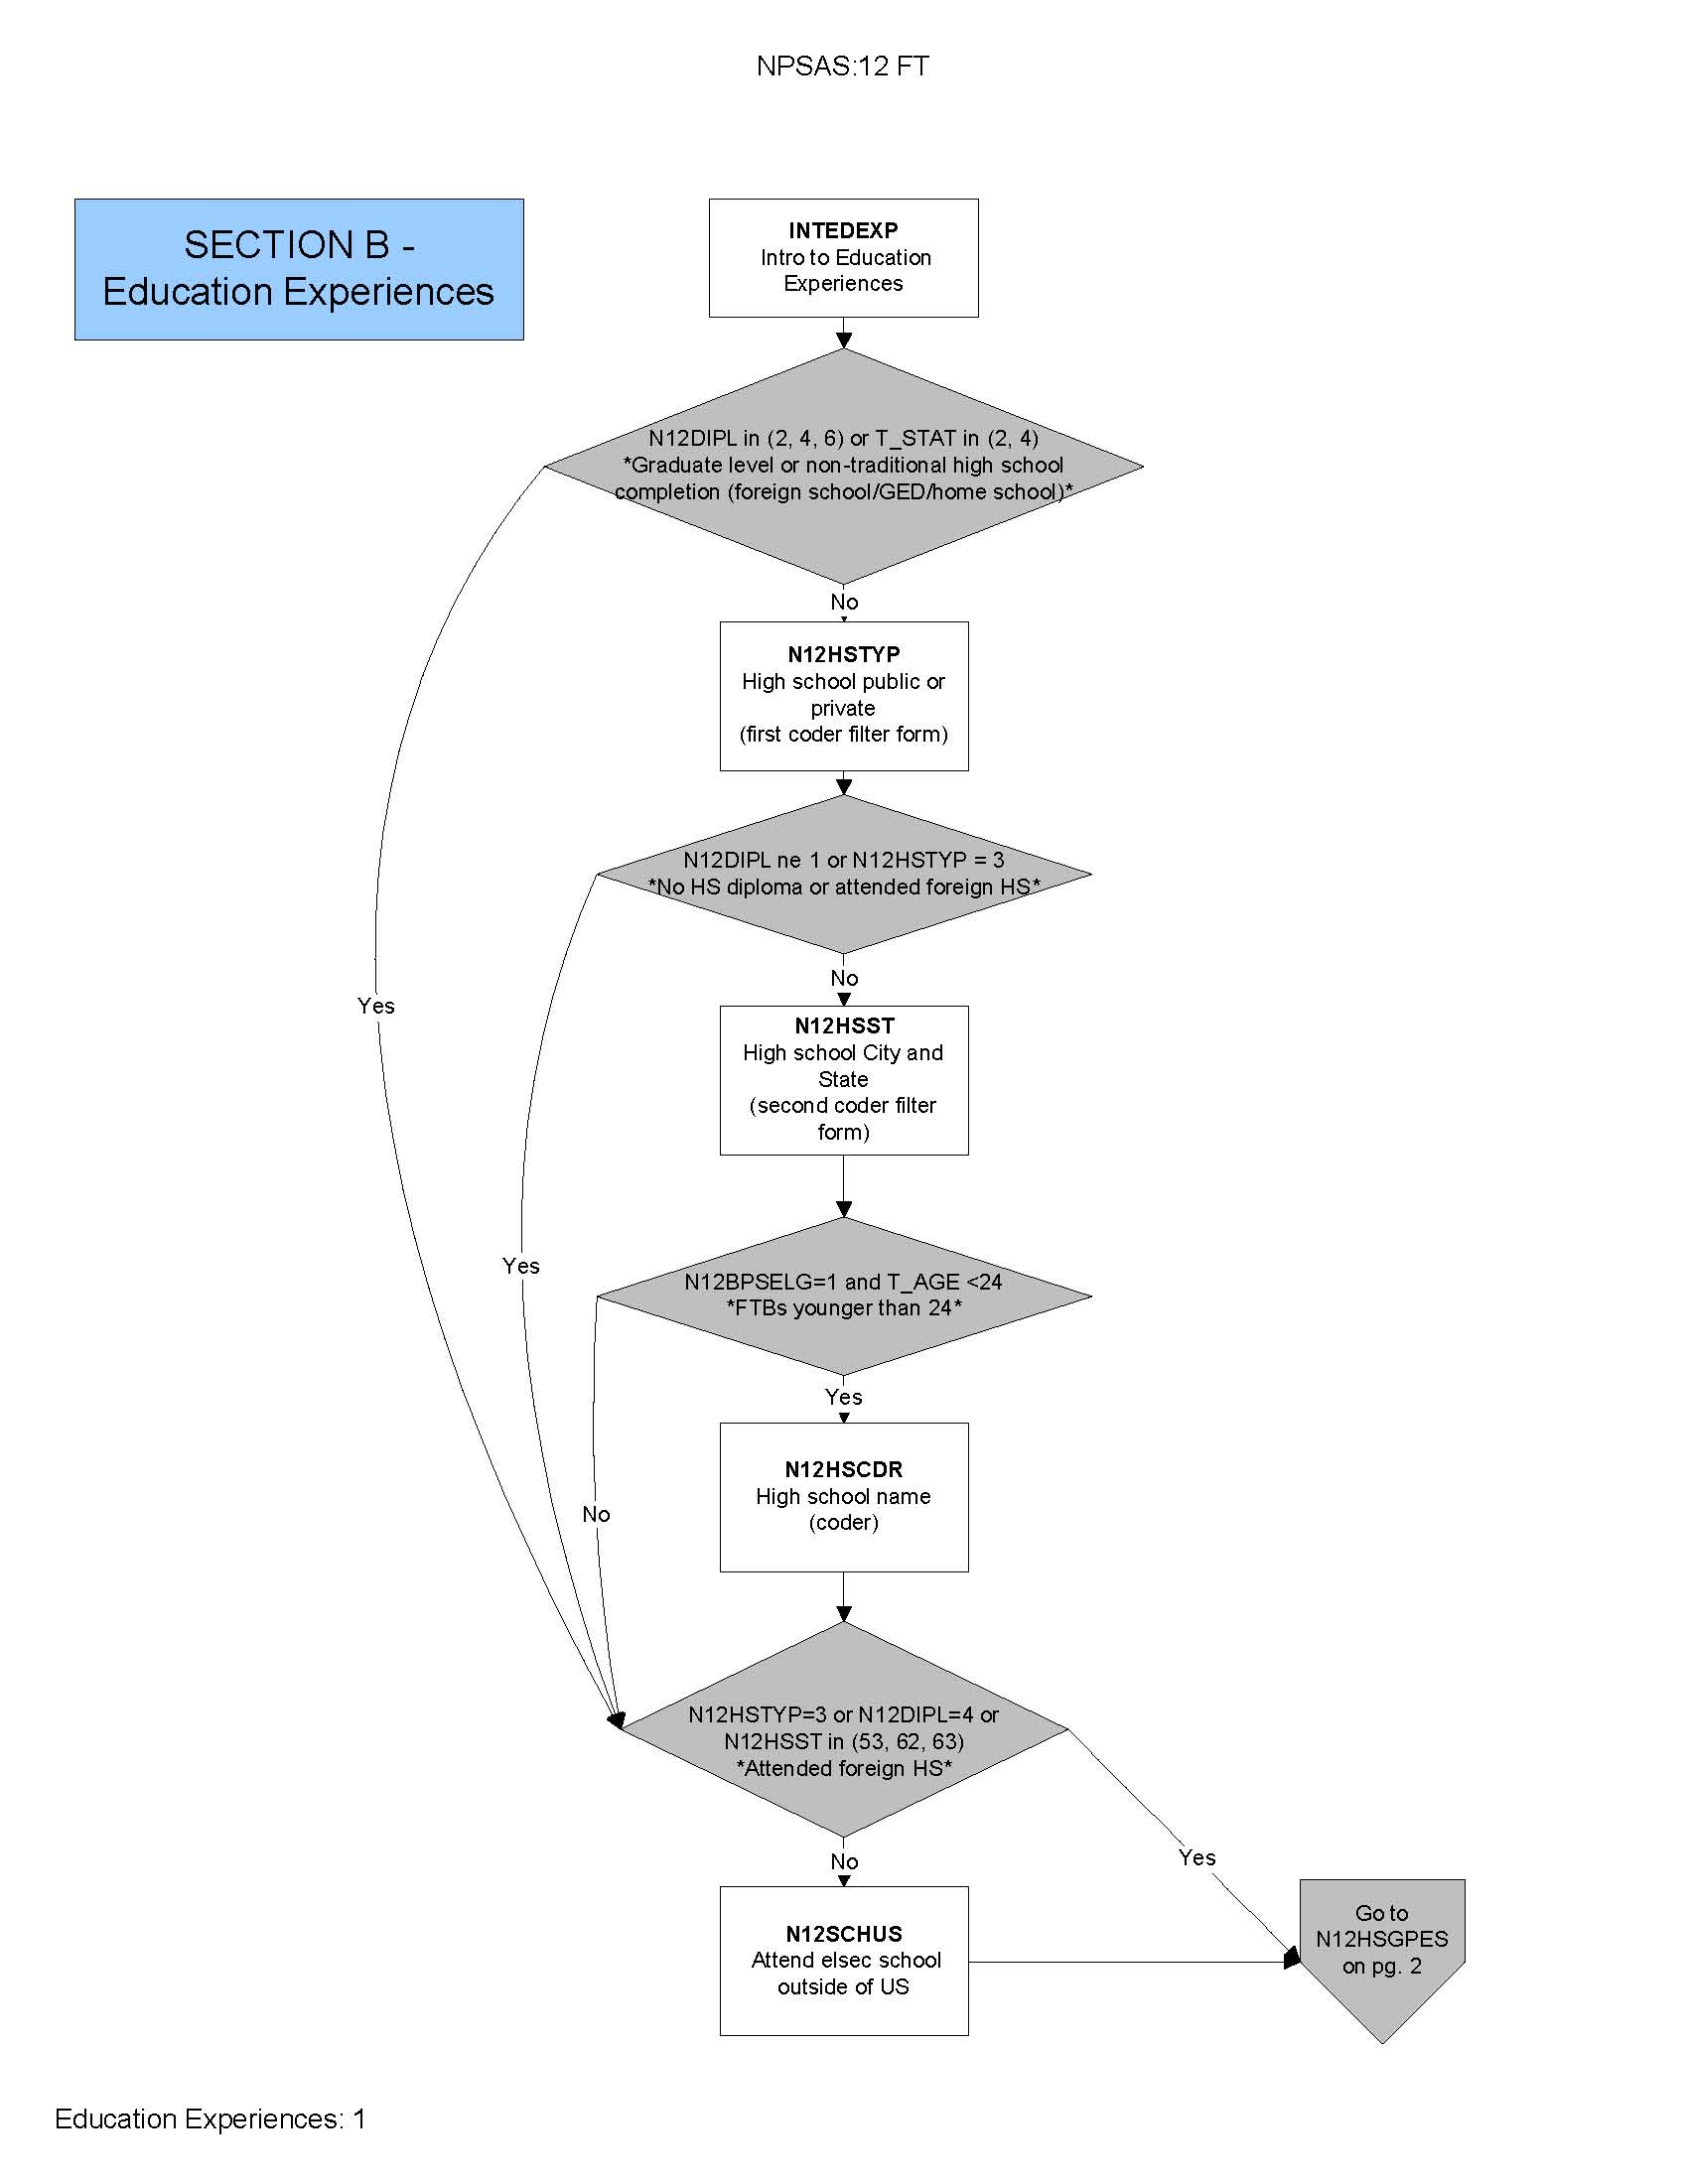 NPSAS:12 FT
SECTION B -
Education Experiences
INTEDEXP
Intro to Education
Experiences
N12DIPL in (2, 4, 6) or T_STAT in (2, 4)
*Graduate level or non-traditional high school
completion (foreign school/GED/home school)*
No
N12HSTYP
High school public or
private
(first coder filter form)
N12DIPL ne 1 or N12HSTYP = 3
*No HS diploma or attended foreign HS*
No
Yes
N12HSST
High school City and
State
(second coder filter
form)
Yes
N12BPSELG=1 and T_AGE <24
*FTBs younger than 24*
Yes
N12HSCDR
High school name
(coder)
No
N12HSTYP=3 or N12DIPL=4 or
N12HSST in (53, 62, 63)
*Attended foreign HS*
Yes
No
N12SCHUS
Attend elsec school
outside of US
Go to
N12HSGPES
on pg. 2
Education Experiences: 1